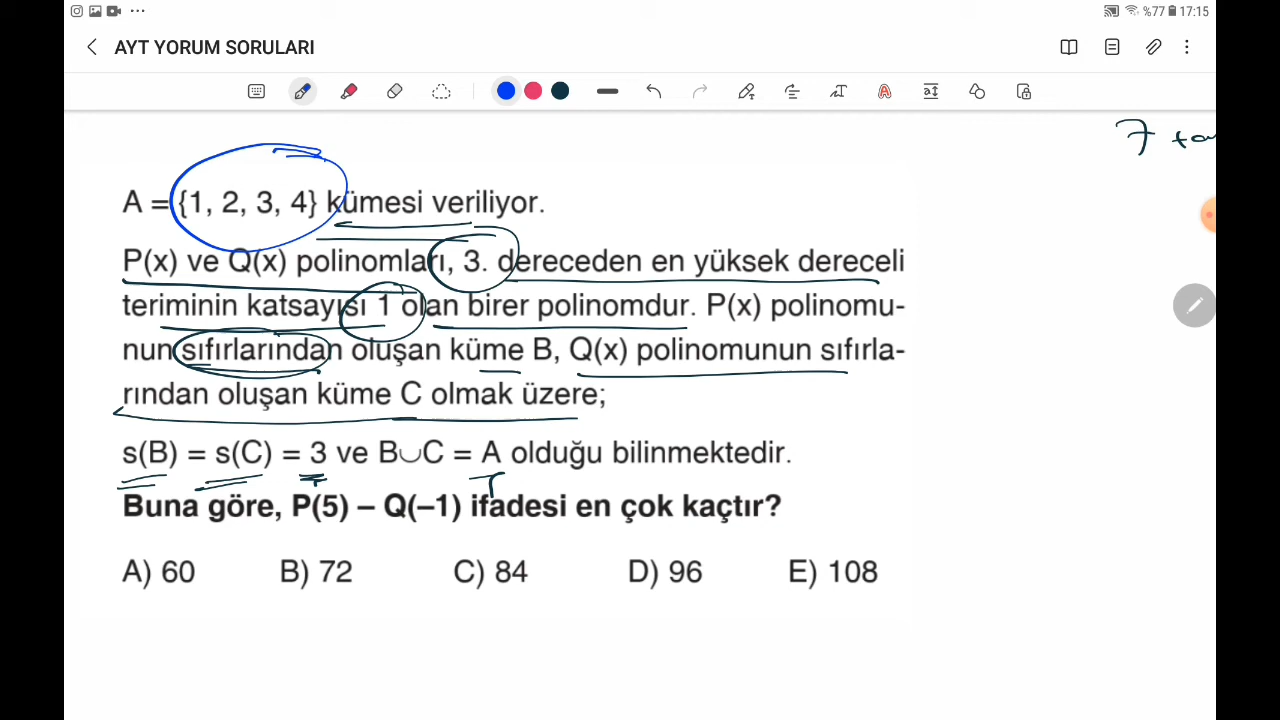 %77 17:15
AYT YORUM SORULARI
7
A = {1, 2, 3, 4} kümesi veriliyor.
P(x) ve Q(x) polinomları, 3. dereceden en yüksek dereceli
teriminin katsayısı 1 olan birer polinomdur. P(x) polinomu-
nun sıfırlarından oluşan küme B, Q(x) polinomunun sıfırla-
rından oluşan küme C olmak üzere;
s(B) = s(C) = 3 ve B∪C = A olduğu bilinmektedir.
Buna göre, P(5) – Q(–1) ifadesi en çok kaçtır?
A) 60 B) 72 C) 84 D) 96 E) 108